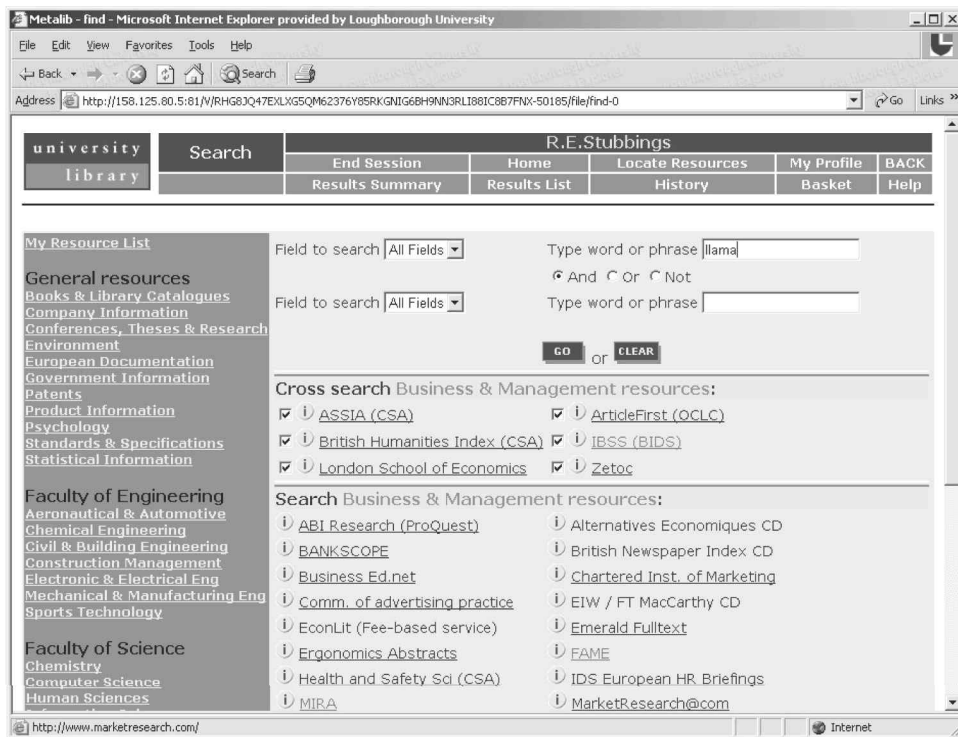 Metalib - find - Microsoft Internet Explorer provided by Loughborough University
File Edit View Favorites Tools Help
Back Search
Address http://158.125.80.5:81/V/RHG8JQ47EXLXG5QM62376Y85RKGNIG6BH9NN3RLI88IC8B7FNX-50185/file/find-0 Go Links »
university library
Search
R.E.Stubbings
End Session Home Locate Resources My Profile BACK
Results Summary Results List History Basket Help
My Resource List
General resources
Books & Library Catalogues
Company Information
Conferences, Theses & Research
Environment
European Documentation
Government Information
Patents
Product Information
Psychology
Standards & Specifications
Statistical Information
Faculty of Engineering
Aeronautical & Automotive
Chemical Engineering
Civil & Building Engineering
Construction Management
Electronic & Electrical Eng
Mechanical & Manufacturing Eng
Sports Technology
Faculty of Science
Chemistry
Computer Science
Human Sciences
Field to search All Fields Type word or phrase llama
And Or Not
Field to search All Fields Type word or phrase
GO or CLEAR
Cross search Business & Management resources:
i ASSIA (CSA) i ArticleFirst (OCLC)
i British Humanities Index (CSA) i IBSS (BIDS)
i London School of Economics i Zetoc
Search Business & Management resources:
i ABI Research (ProQuest) i Alternatives Economiques CD
i BANKSCOPE i British Newspaper Index CD
i Business Ed.net i Chartered Inst. of Marketing
i Comm. of advertising practice i EIW / FT MacCarthy CD
i EconLit (Fee-based service) i Emerald Fulltext
i Ergonomics Abstracts i FAME
i Health and Safety Sci (CSA) i IDS European HR Briefings
i MIRA i MarketResearch@com
http://www.marketresearch.com/ Internet